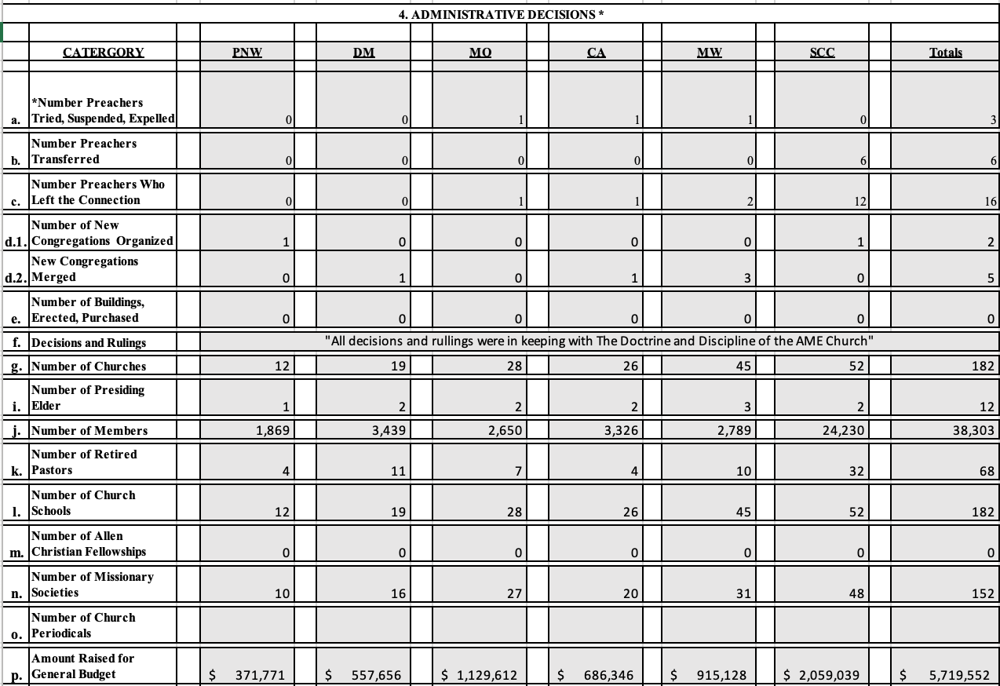 4. ADMINISTRATIVE DECISIONS *
CATERGORY PNW DM MO CA MW SCC Totals
*Number Preachers
a. Tried, Suspended, Expelled 0 0 1 1 1 0 3
Number Preachers
b. Transferred 0 0 0 0 0 6 6
Number Preachers Who
c. Left the Connection 0 0 1 1 2 12 16
Number of New
d.1. Congregations Organized 1 0 0 0 0 1 2
New Congregations
d.2. Merged 0 1 0 1 3 0 5
Number of Buildings,
e. Erected, Purchased 0 0 0 0 0 0 0
f. Decisions and Rulings "All decisions and rullings were in keeping with The Doctrine and Discipline of the AME Church"
g. Number of Churches 12 19 28 26 45 52 182
Number of Presiding
i. Elder 1 2 2 2 3 2 12
j. Number of Members 1,869 3,439 2,650 3,326 2,789 24,230 38,303
Number of Retired
k. Pastors 4 11 7 4 10 32 68
Number of Church
l. Schools 12 19 28 26 45 52 182
Number of Allen
m. Christian Fellowships 0 0 0 0 0 0 0
Number of Missionary
n. Societies 10 16 27 20 31 48 152
Number of Church
o. Periodicals
Amount Raised for
p. General Budget $ 371,771 $ 557,656 $ 1,129,612 $ 686,346 $ 915,128 $ 2,059,039 $ 5,719,552